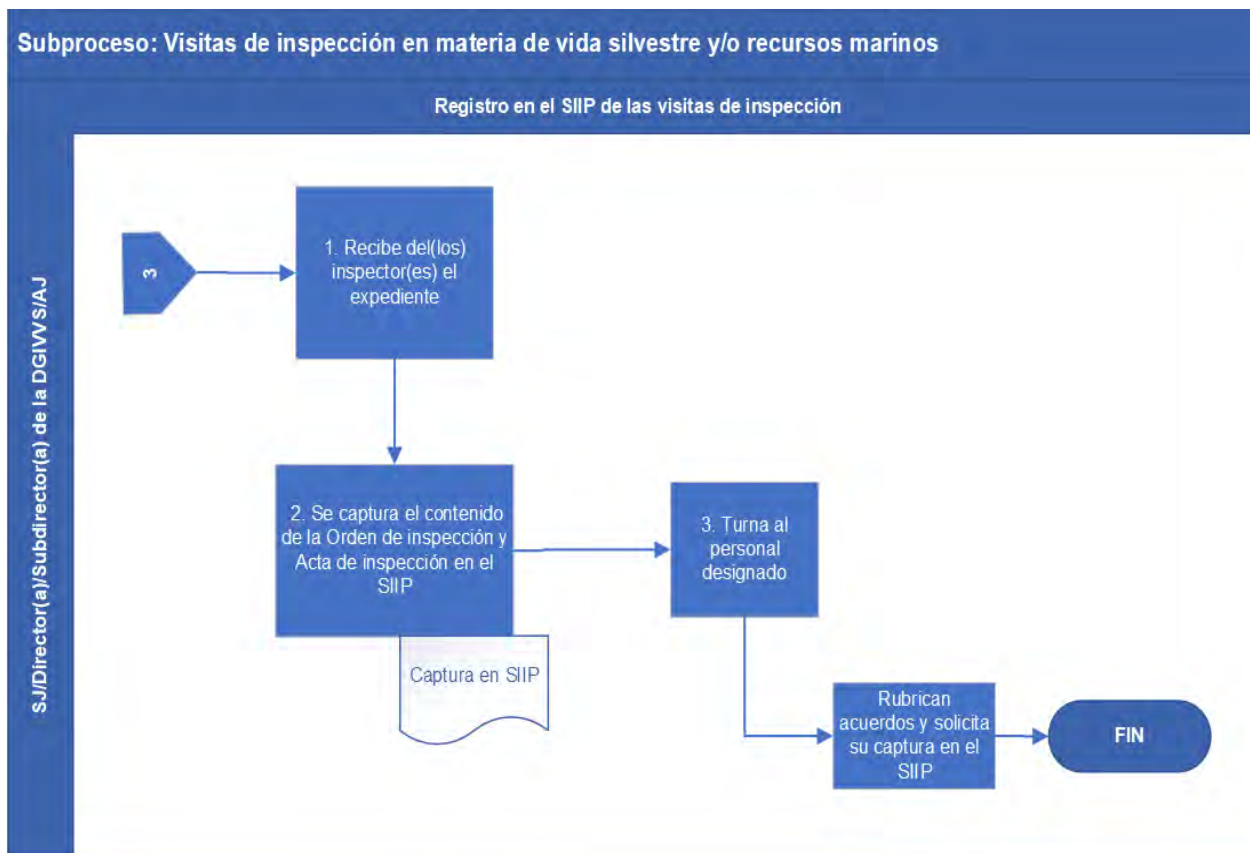 Subproceso: Visitas de inspección en materia de vida silvestre y/o recursos marinos
Registro en el SIIP de las visitas de inspección
SJ/Director(a)/Subdirector(a) de la DGIVVS/AJ
3
1. Recibe del(los)
inspector(es) el
expediente
2. Se captura el contenido
de la Orden de inspección y
Acta de inspección en el
SIIP
Captura en SIIP
3. Turna al
personal
designado
Rubrican
acuerdos y solicita
su captura en el
SIIP
FIN